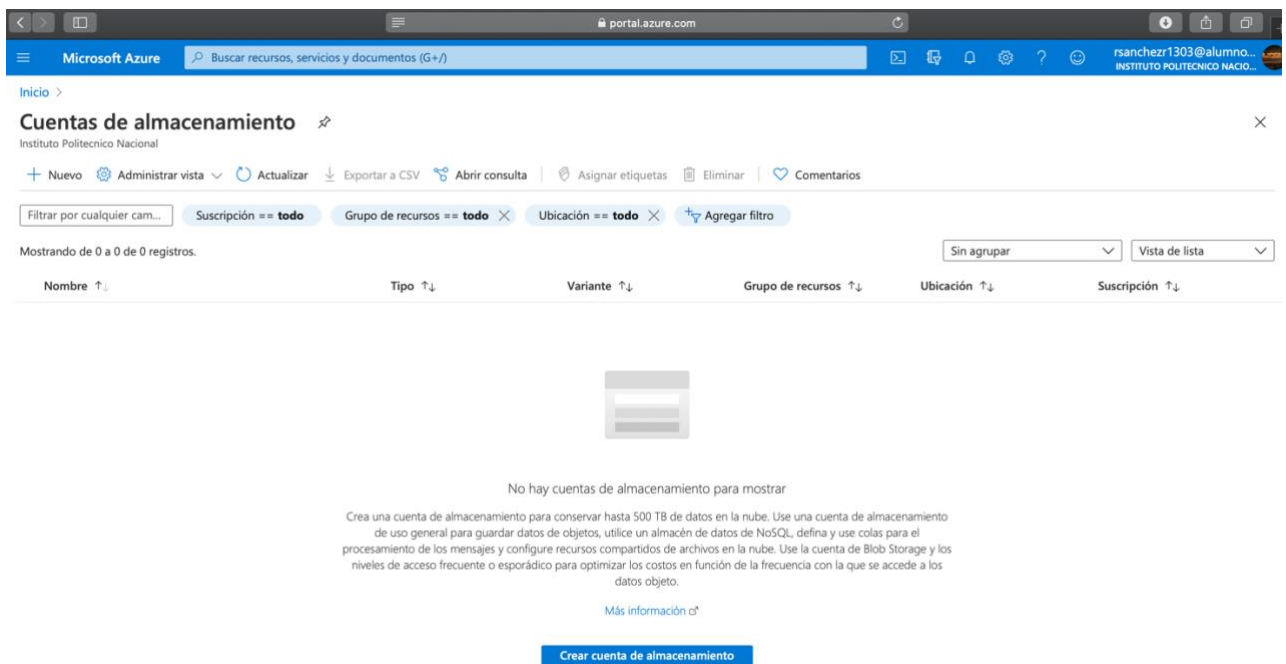 portal.azure.com
Microsoft Azure
Buscar recursos, servicios y documentos (G+/)
rsanchezr1303@alumno...
INSTITUTO POLITECNICO NACIO...
Inicio >
Cuentas de almacenamiento
Instituto Politecnico Nacional
Nuevo Administrar vista Actualizar Exportar a CSV Abrir consulta Asignar etiquetas Eliminar Comentarios
Filtrar por cualquier cam... Suscripción == todo Grupo de recursos == todo Ubicación == todo Agregar filtro
Mostrando de 0 a 0 de 0 registros. Sin agrupar Vista de lista
Nombre Tipo Variante Grupo de recursos Ubicación Suscripción
No hay cuentas de almacenamiento para mostrar
Crea una cuenta de almacenamiento para conservar hasta 500 TB de datos en la nube. Use una cuenta de almacenamiento
de uso general para guardar datos de objetos, utilice un almacén de datos de NoSQL, defina y use colas para el
procesamiento de los mensajes y configure recursos compartidos de archivos en la nube. Use la cuenta de Blob Storage y los
niveles de acceso frecuente o esporádico para optimizar los costos en función de la frecuencia con la que se accede a los
datos objeto.
Más información
Crear cuenta de almacenamiento